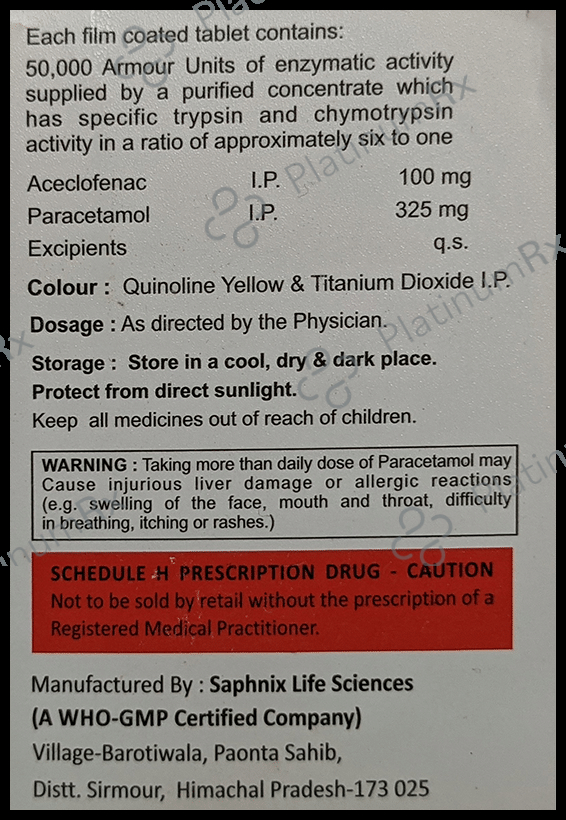 Each film coated tablet contains:
50,000 Armour Units of enzymatic activity
supplied by a purified concentrate which
has specific trypsin and chymotrypsin
activity in a ratio of approximately six to one
Aceclofenac I.P. 100 mg
Paracetamol I.P. 325 mg
Excipients q.s.
Colour : Quinoline Yellow & Titanium Dioxide I.P.
Dosage : As directed by the Physician.
Storage : Store in a cool, dry & dark place.
Protect from direct sunlight.
Keep all medicines out of reach of children.
WARNING : Taking more than daily dose of Paracetamol may
Cause injurious liver damage or allergic reactions
(e.g. swelling of the face, mouth and throat, difficulty
in breathing, itching or rashes.)
SCHEDULE H PRESCRIPTION DRUG - CAUTION
Not to be sold by retail without the prescription of a
Registered Medical Practitioner.
Manufactured By : Saphnix Life Sciences
(A WHO-GMP Certified Company)
Village-Barotiwala, Paonta Sahib,
Distt. Sirmour, Himachal Pradesh-173 025
PlatinumRx
PlatinumRx